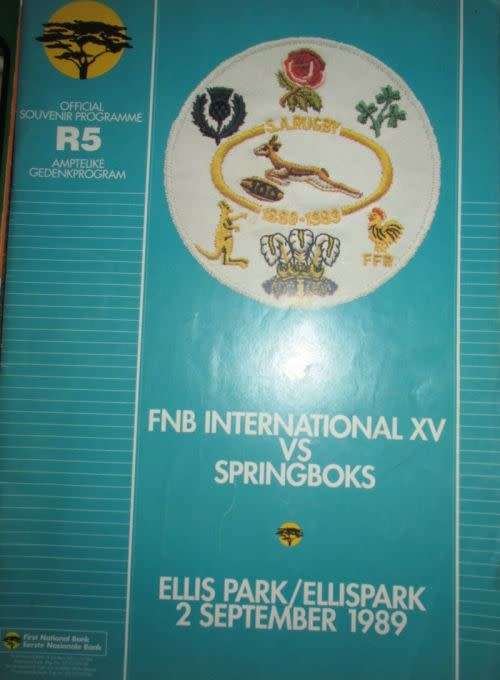 OFFICIAL
SOUVENIR PROGRAMME
R5
AMPTELIKE
GEDENKPROGRAM
S.A. RUGBY
1889-1989
FFR
FNB INTERNATIONAL XV
VS
SPRINGBOKS
ELLIS PARK/ELLISPARK
2 SEPTEMBER 1989
First National Bank
Eerste Nasionale Bank